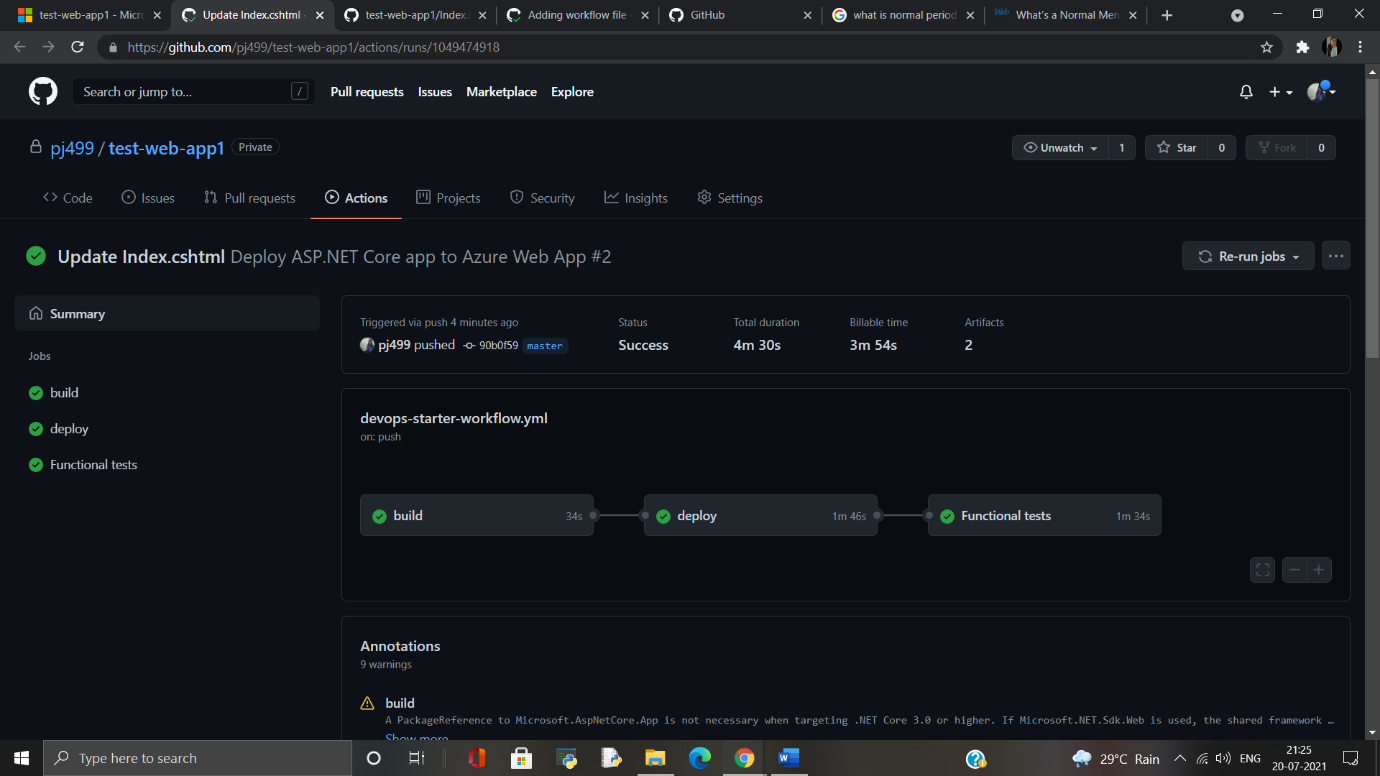 test-web-app1 - Micro
Update Index.cshtml ·
test-web-app1/Index.c
Adding workflow file ·
GitHub
what is normal period
What's a Normal Men
https://github.com/pj499/test-web-app1/actions/runs/1049474918
Search or jump to... /
Pull requests Issues Marketplace Explore
pj499 / test-web-app1 Private
Unwatch 1 Star 0 Fork 0
Code Issues Pull requests Actions Projects Security Insights Settings
Update Index.cshtml Deploy ASP.NET Core app to Azure Web App #2
Re-run jobs
Summary
Jobs
build
deploy
Functional tests
Triggered via push 4 minutes ago Status Total duration Billable time Artifacts
pj499 pushed 90b0f59 master Success 4m 30s 3m 54s 2
devops-starter-workflow.yml
on: push
build 34s deploy 1m 46s Functional tests 1m 34s
Annotations
9 warnings
build
A PackageReference to Microsoft.AspNetCore.App is not necessary when targeting .NET Core 3.0 or higher. If Microsoft.NET.Sdk.Web is used, the shared framework …
Show more
Type here to search
29°C Rain ENG
21:25
20-07-2021